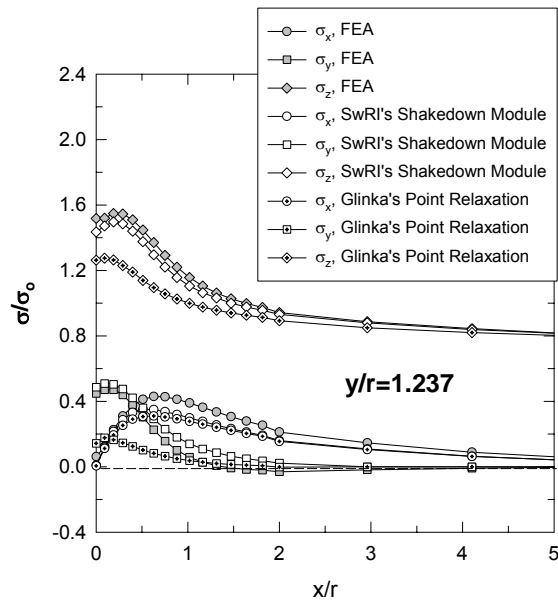 σx, FEA
σy, FEA
σz, FEA
σx, SwRI's Shakedown Module
σy, SwRI's Shakedown Module
σz, SwRI's Shakedown Module
σx, Glinka's Point Relaxation
σy, Glinka's Point Relaxation
σz, Glinka's Point Relaxation
2.4
2.0
1.6
1.2
0.8
0.4
0.0
-0.4
σ/σo
y/r=1.237
0 1 2 3 4 5
x/r